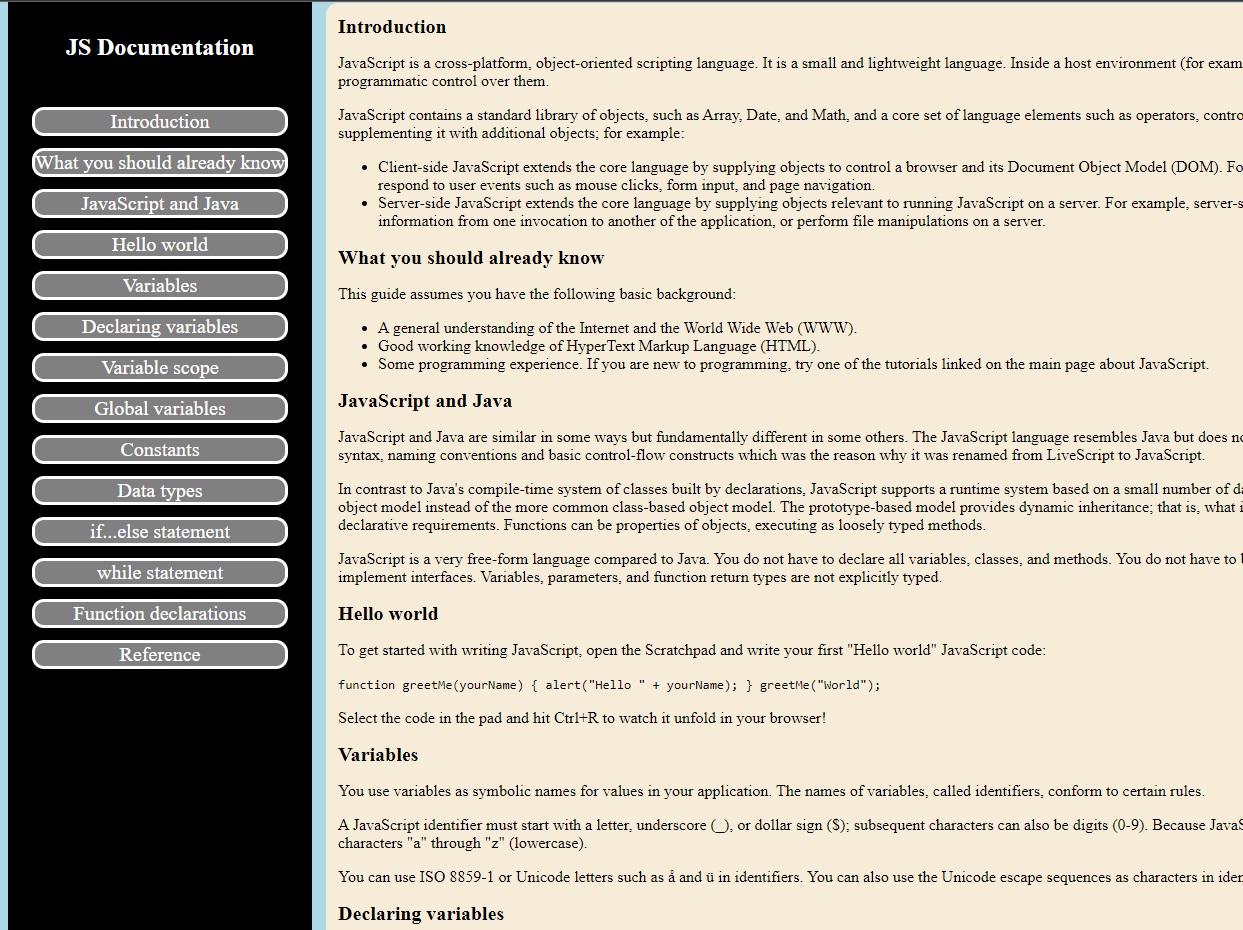 JS Documentation
Introduction
What you should already know
JavaScript and Java
Hello world
Variables
Declaring variables
Variable scope
Global variables
Constants
Data types
if...else statement
while statement
Function declarations
Reference
Introduction
JavaScript is a cross-platform, object-oriented scripting language. It is a small and lightweight language. Inside a host environment (for exam
programmatic control over them.
JavaScript contains a standard library of objects, such as Array, Date, and Math, and a core set of language elements such as operators, contro
supplementing it with additional objects; for example:
• Client-side JavaScript extends the core language by supplying objects to control a browser and its Document Object Model (DOM). Fo
respond to user events such as mouse clicks, form input, and page navigation.
• Server-side JavaScript extends the core language by supplying objects relevant to running JavaScript on a server. For example, server-s
information from one invocation to another of the application, or perform file manipulations on a server.
What you should already know
This guide assumes you have the following basic background:
• A general understanding of the Internet and the World Wide Web (WWW).
• Good working knowledge of HyperText Markup Language (HTML).
• Some programming experience. If you are new to programming, try one of the tutorials linked on the main page about JavaScript.
JavaScript and Java
JavaScript and Java are similar in some ways but fundamentally different in some others. The JavaScript language resembles Java but does no
syntax, naming conventions and basic control-flow constructs which was the reason why it was renamed from LiveScript to JavaScript.
In contrast to Java's compile-time system of classes built by declarations, JavaScript supports a runtime system based on a small number of da
object model instead of the more common class-based object model. The prototype-based model provides dynamic inheritance; that is, what i
declarative requirements. Functions can be properties of objects, executing as loosely typed methods.
JavaScript is a very free-form language compared to Java. You do not have to declare all variables, classes, and methods. You do not have to
implement interfaces. Variables, parameters, and function return types are not explicitly typed.
Hello world
To get started with writing JavaScript, open the Scratchpad and write your first "Hello world" JavaScript code:
function greetMe(yourName) { alert("Hello " + yourName); } greetMe("World");
Select the code in the pad and hit Ctrl+R to watch it unfold in your browser!
Variables
You use variables as symbolic names for values in your application. The names of variables, called identifiers, conform to certain rules.
A JavaScript identifier must start with a letter, underscore (_), or dollar sign ($); subsequent characters can also be digits (0-9). Because JavaS
characters "a" through "z" (lowercase).
You can use ISO 8859-1 or Unicode letters such as å and ü in identifiers. You can also use the Unicode escape sequences as characters in iden
Declaring variables